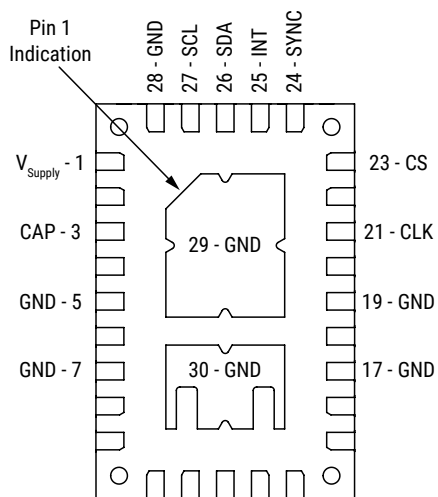 Pin 1
Indication
28 - GND
27 - SCL
26 - SDA
25 - INT
24 - SYNC
VSupply - 1
23 - CS
CAP - 3
29 - GND
21 - CLK
GND - 5
19 - GND
GND - 7
30 - GND
17 - GND